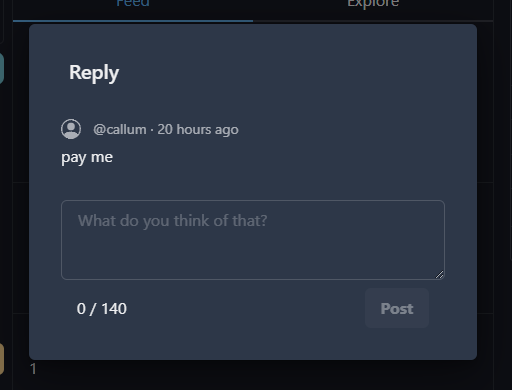 Feed
Explore
Reply
@callum · 20 hours ago
pay me
What do you think of that?
0 / 140
Post
1